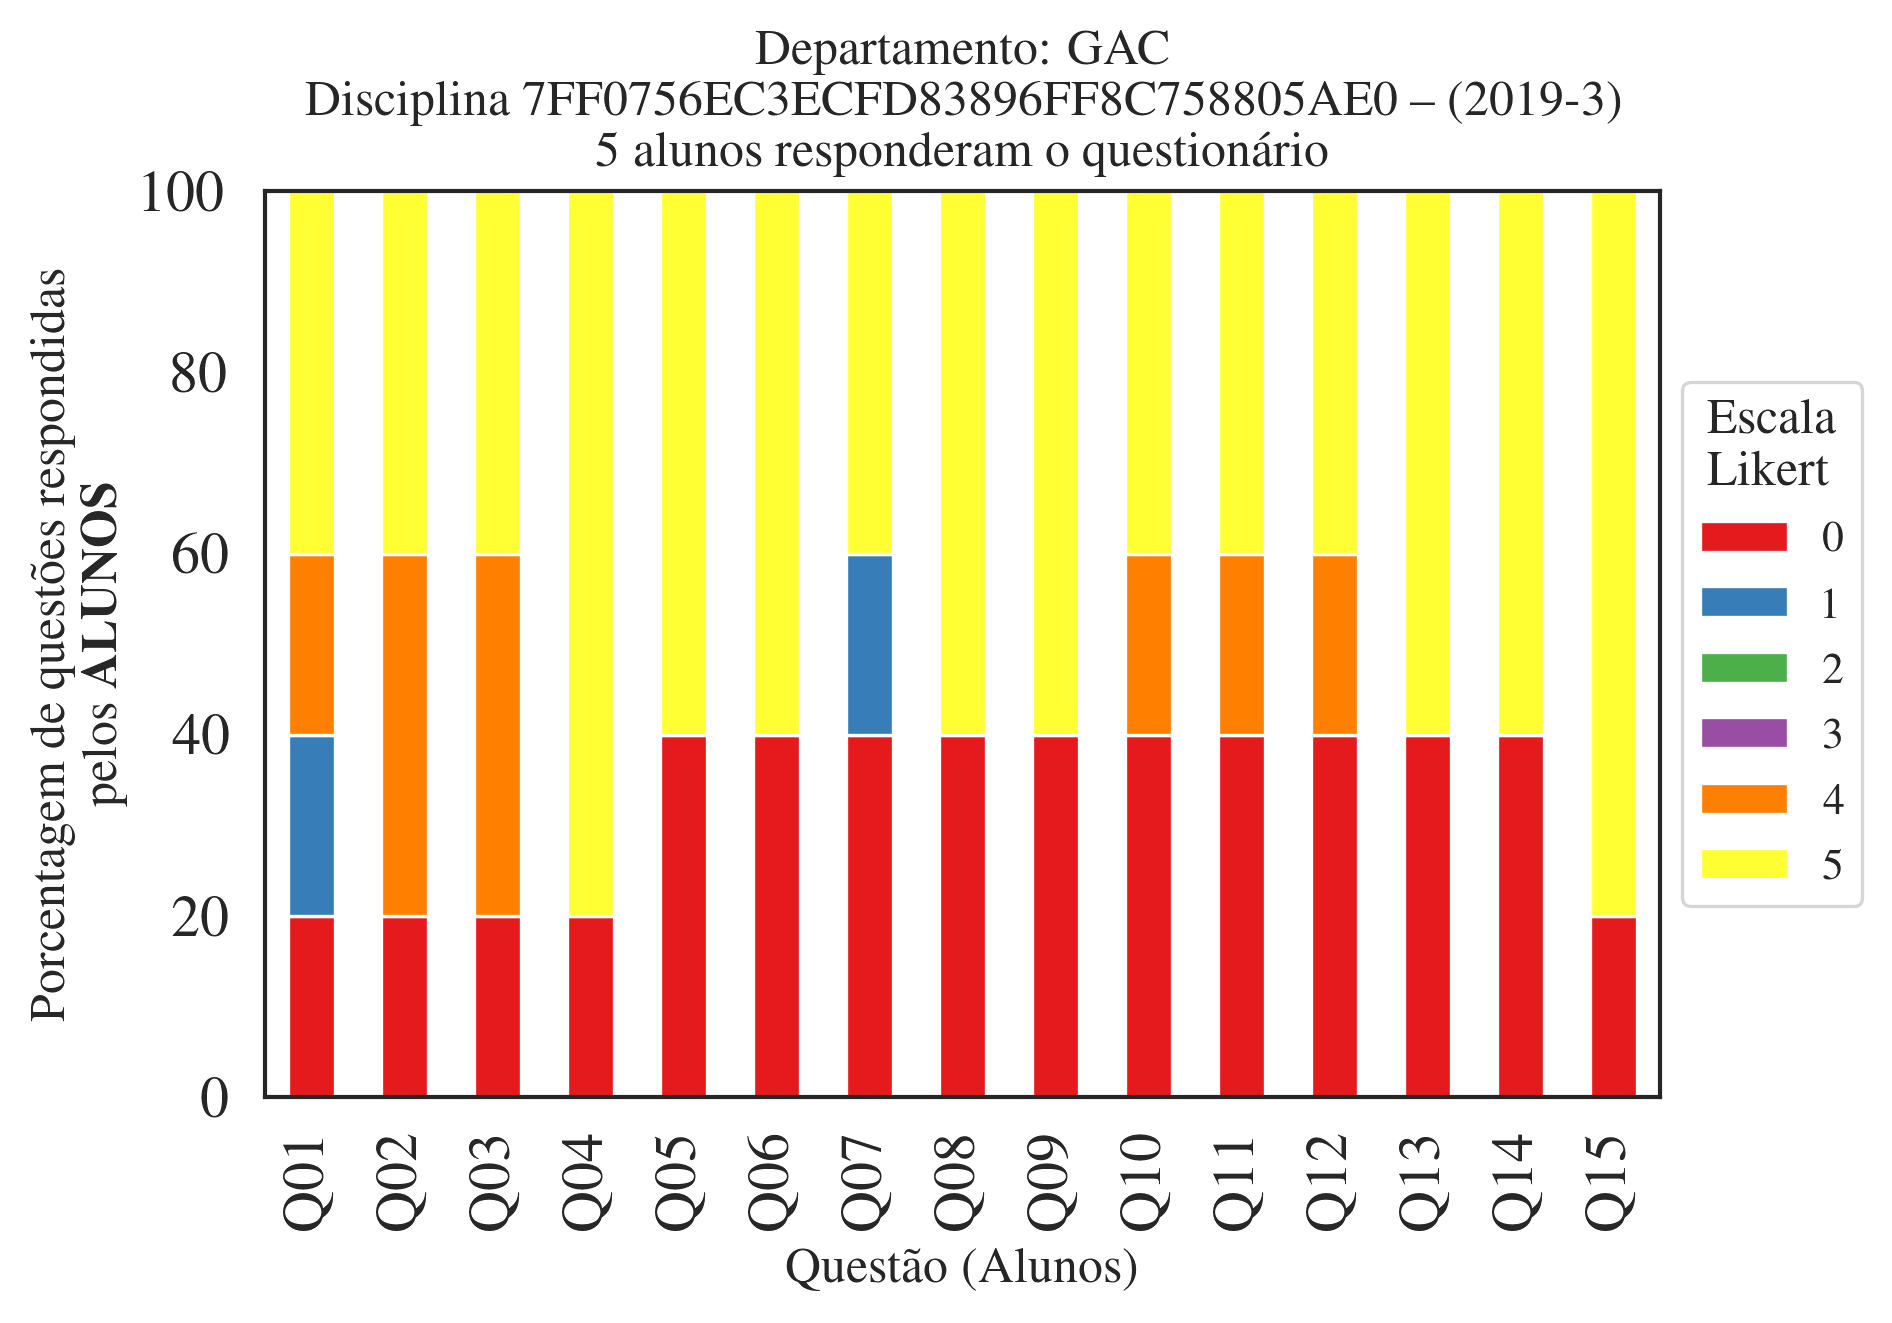 Departamento: GAC
Disciplina 7FF0756EC3ECFD83896FF8C758805AE0 – (2019-3)
5 alunos responderam o questionário
Porcentagem de questões respondidas
pelos ALUNOS
100
80
60
40
20
0
Q01
Q02
Q03
Q04
Q05
Q06
Q07
Q08
Q09
Q10
Q11
Q12
Q13
Q14
Q15
Questão (Alunos)
Escala
Likert
0
1
2
3
4
5